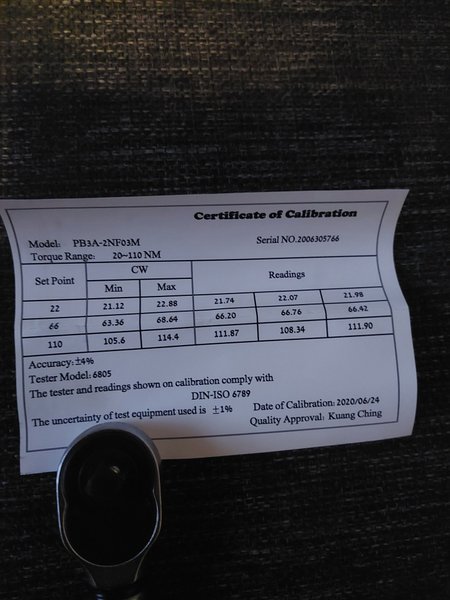 Certificate of Calibration
Model: PB3A-2NF03M Serial NO.2006305766
Torque Range: 20~110 NM
Set Point CW Readings
Min Max
22 21.12 22.88 21.74 22.07 21.98
66 63.36 68.64 66.20 66.76 66.42
110 105.6 114.4 111.87 108.34 111.90
Accuracy:±4%
Tester Model:6805
The tester and readings shown on calibration comply with
DIN-ISO 6789
The uncertainty of test equipment used is ±1% Date of Calibration: 2020/06/24
Quality Approval: Kuang Ching